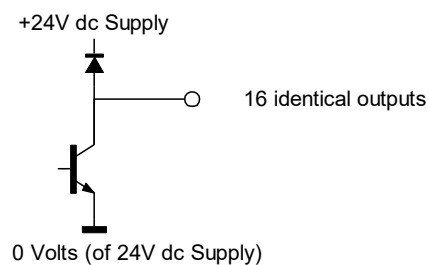 +24V dc Supply
16 identical outputs
0 Volts (of 24V dc Supply)